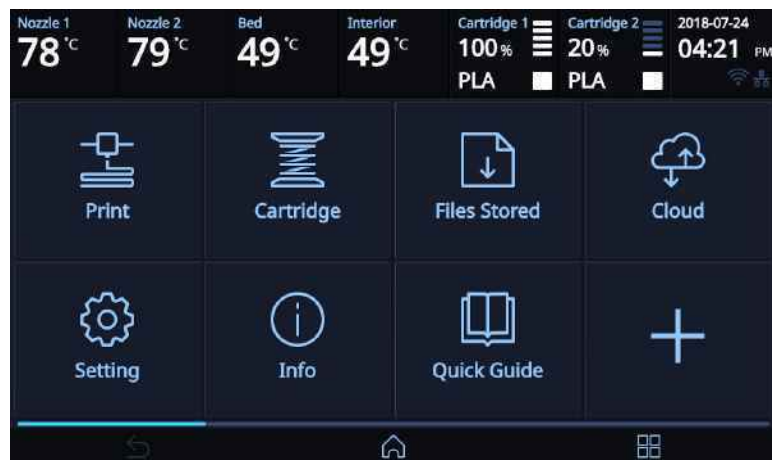 Nozzle 1 Nozzle 2 Bed Interior Cartridge 1 Cartridge 2 2018-07-24
78°C 79°C 49°C 49°C 100% 20% 04:21 PM
PLA PLA
Print Cartridge Files Stored Cloud
Setting Info Quick Guide